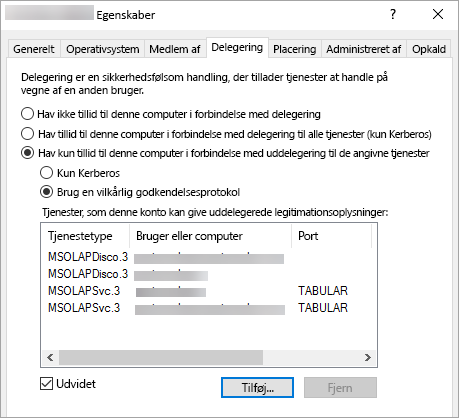 Egenskaber
? ×
Generelt Operativsystem Medlem af Delegering Placering Administreret af Opkald
Delegering er en sikkerhedsfølsom handling, der tillader tjenester at handle på
vegne af en anden bruger.
Hav ikke tillid til denne computer i forbindelse med delegering
Hav tillid til denne computer i forbindelse med delegering til alle tjenester (kun Kerberos)
Hav kun tillid til denne computer i forbindelse med uddelegering til de angivne tjenester
Kun Kerberos
Brug en vilkårlig godkendelsesprotokol
Tjenester, som denne konto kan give uddelegerede legitimationsoplysninger:
Tjenestetype Bruger eller computer Port
MSOLAPDisco.3
MSOLAPDisco.3
MSOLAPSvc.3 TABULAR
MSOLAPSvc.3 TABULAR
Udvidet Tilføj... Fjern